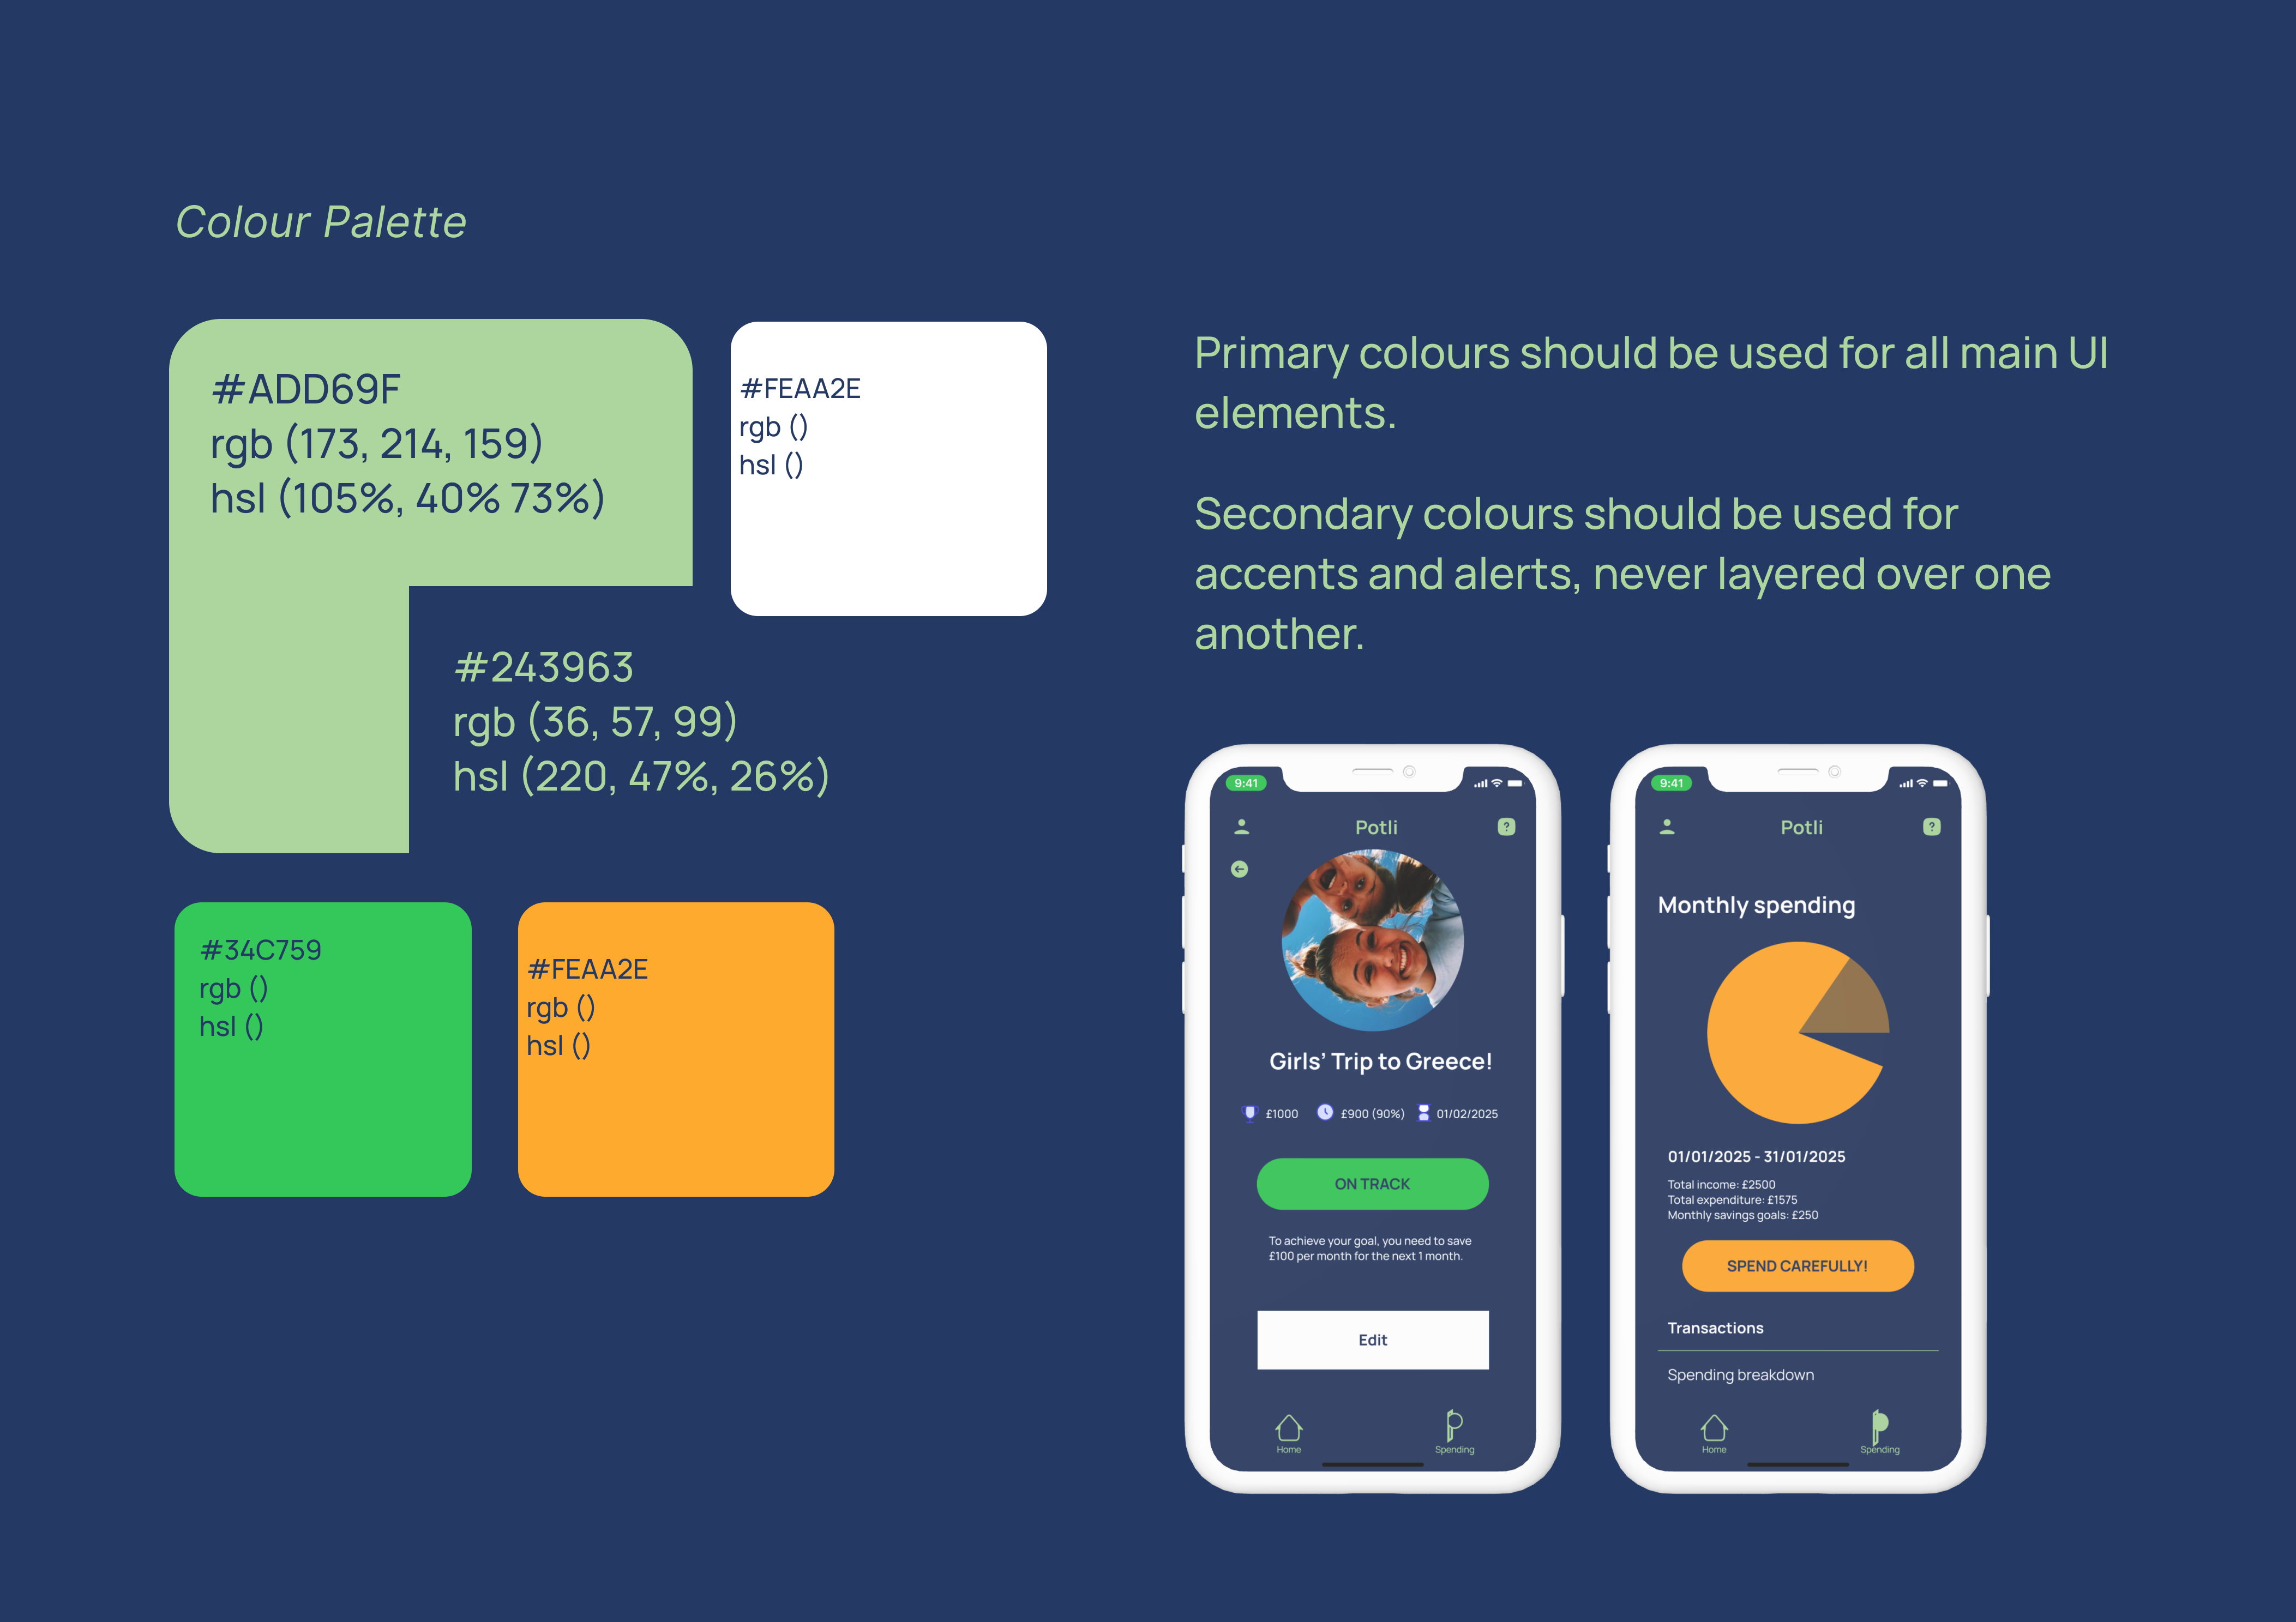 Colour Palette
#ADD69F
rgb (173, 214, 159)
hsl (105%, 40% 73%)
#FEAA2E
rgb ()
hsl ()
#243963
rgb (36, 57, 99)
hsl (220, 47%, 26%)
#34C759
rgb ()
hsl ()
#FEAA2E
rgb ()
hsl ()
Primary colours should be used for all main UI
elements.
Secondary colours should be used for
accents and alerts, never layered over one
another.
9:41
Potli
?
Girls’ Trip to Greece!
£1000 £900 (90%) 01/02/2025
ON TRACK
To achieve your goal, you need to save
£100 per month for the next 1 month.
Edit
Home Spending
9:41
Potli
?
Monthly spending
01/01/2025 - 31/01/2025
Total income: £2500
Total expenditure: £1575
Monthly savings goals: £250
SPEND CAREFULLY!
Transactions
Spending breakdown
Home Spending